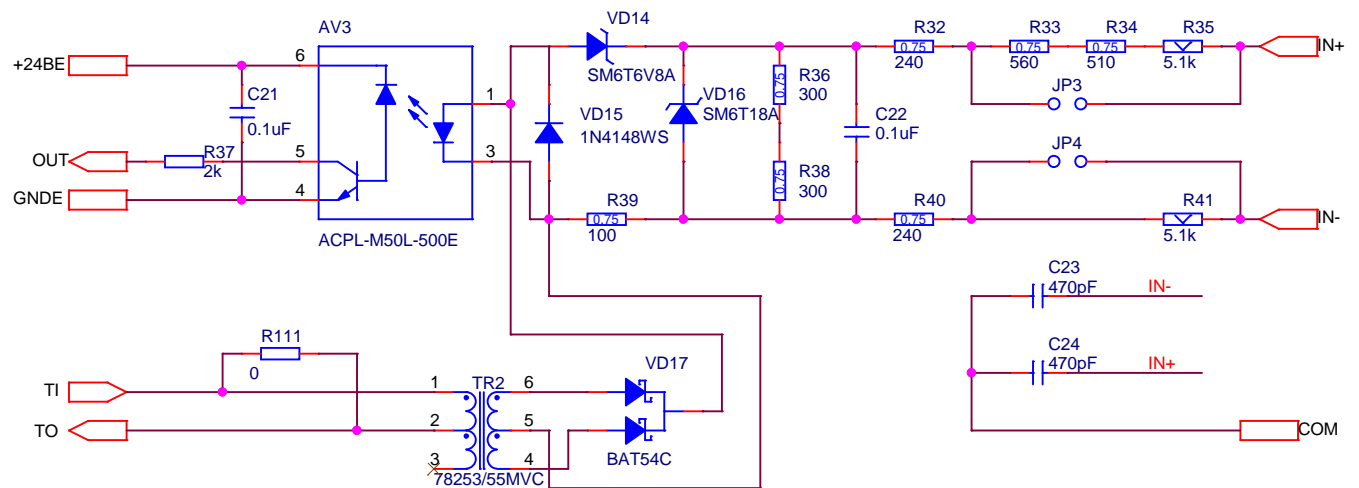 AV3
VD14
R32
R33
R34
R35
+24BE
6
0.75
0.75
0.75
IN+
240
560
510
5.1k
SM6T6V8A
C21
0.1uF
1
R36
300
0.75
JP3
VD15
1N4148WS
VD16
SM6T18A
C22
0.1uF
OUT
R37
2k
5
3
R38
300
0.75
JP4
GNDE
4
R39
0.75
100
R40
0.75
240
R41
5.1k
IN-
ACPL-M50L-500E
C23
470pF
IN-
R111
0
C24
470pF
IN+
VD17
TI
1
TR2
6
TO
2
5
COM
BAT54C
3
4
78253/55MVC